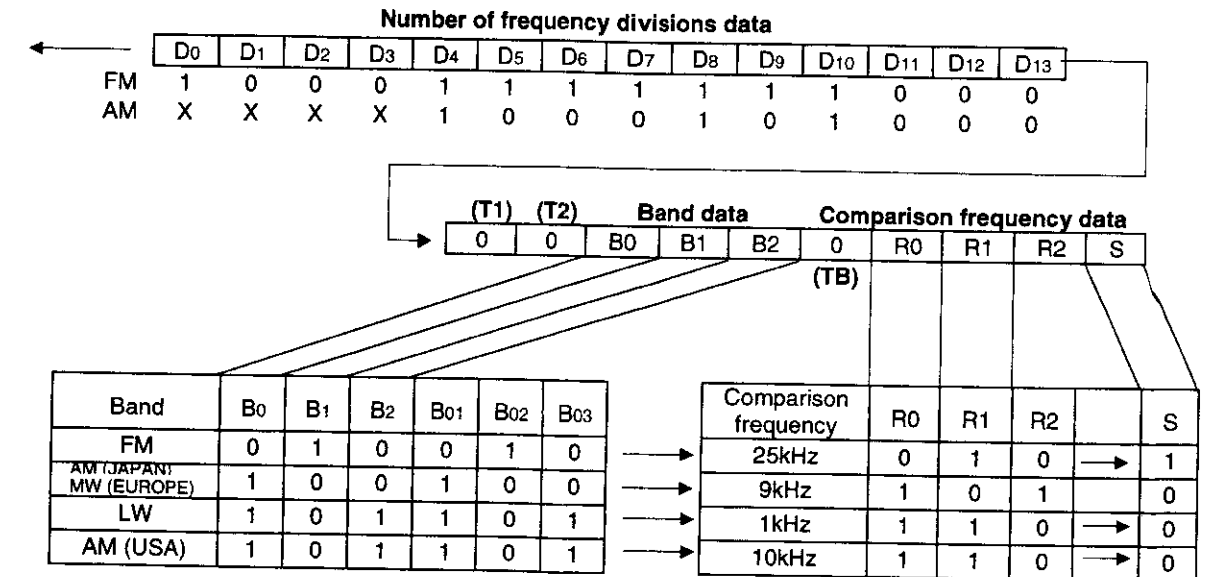 Number of frequency divisions data
D0 D1 D2 D3 D4 D5 D6 D7 D8 D9 D10 D11 D12 D13
FM 1 0 0 0 1 1 1 1 1 1 1 0 0 0
AM X X X X 1 0 0 0 1 0 1 0 0 0
(T1) (T2) Band data Comparison frequency data
0 0 B0 B1 B2 0 R0 R1 R2 S
(TB)
Band B0 B1 B2 B01 B02 B03
FM 0 1 0 0 1 0
AM (JAPAN)
MW (EUROPE) 1 0 0 1 0 0
LW 1 0 1 1 0 1
AM (USA) 1 0 1 1 0 1
Comparison
frequency R0 R1 R2 S
25kHz 0 1 0 1
9kHz 1 0 1 0
1kHz 1 1 0 0
10kHz 1 1 0 0